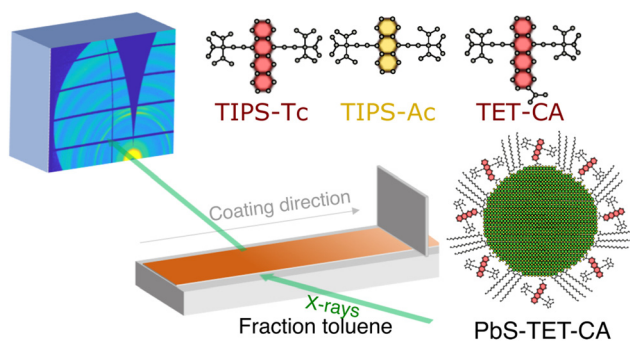 TIPS-Tc
TIPS-Ac
TET-CA
Coating direction
X-rays
Fraction toluene
PbS-TET-CA